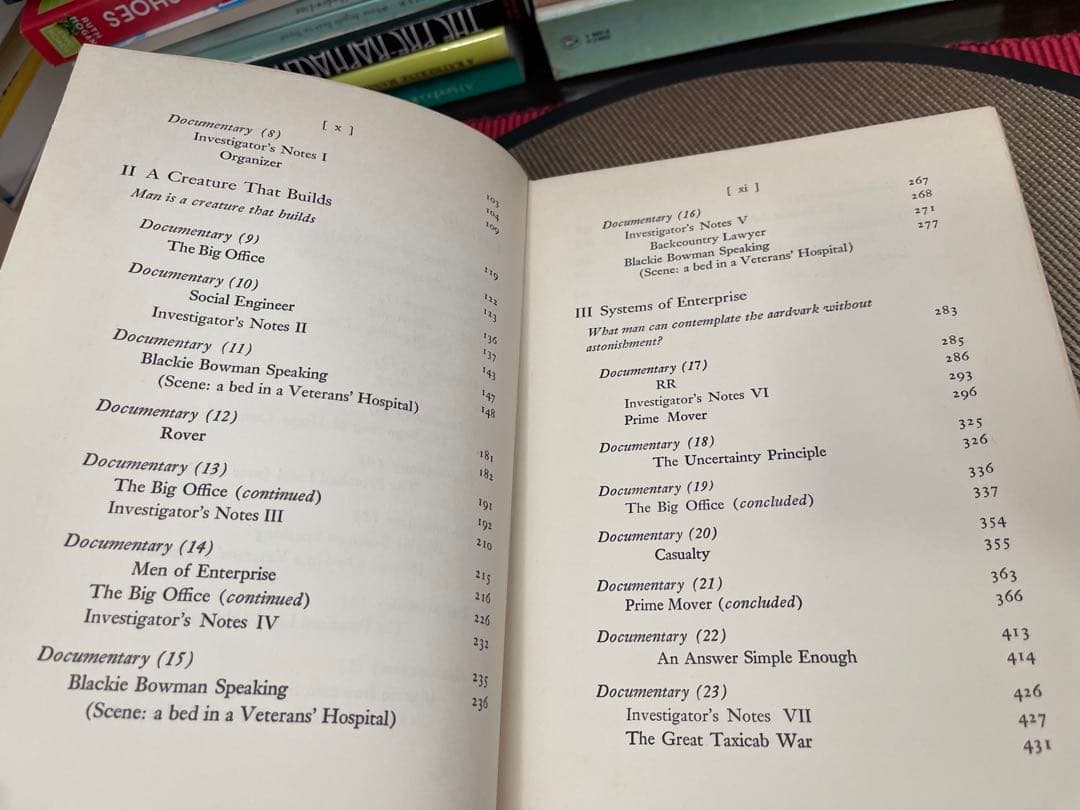 SHOES
RUTH
HOGAN
[ x ]
Documentary (8) 103
Investigator's Notes I 104
Organizer 109
II A Creature That Builds
Man is a creature that builds 119
Documentary (9) 122
The Big Office 123
Documentary (10) 136
Social Engineer 137
Investigator's Notes II 143
Documentary (11) 147
Blackie Bowman Speaking 148
(Scene: a bed in a Veterans' Hospital)
Documentary (12) 181
Rover 182
Documentary (13) 191
The Big Office (continued) 192
Investigator's Notes III 210
Documentary (14) 215
Men of Enterprise 216
The Big Office (continued) 226
Investigator's Notes IV 232
Documentary (15) 235
Blackie Bowman Speaking 236
(Scene: a bed in a Veterans' Hospital)
[ xi ]
Documentary (16) 267
Investigator's Notes V 268
Backcountry Lawyer 271
Blackie Bowman Speaking 277
(Scene: a bed in a Veterans' Hospital)
III Systems of Enterprise
What man can contemplate the aardvark without
astonishment? 283
Documentary (17) 285
RR 286
Investigator's Notes VI 293
Prime Mover 296
Documentary (18) 325
The Uncertainty Principle 326
Documentary (19) 336
The Big Office (concluded) 337
Documentary (20) 354
Casualty 355
Documentary (21) 363
Prime Mover (concluded) 366
Documentary (22) 413
An Answer Simple Enough 414
Documentary (23) 426
Investigator's Notes VII 427
The Great Taxicab War 431